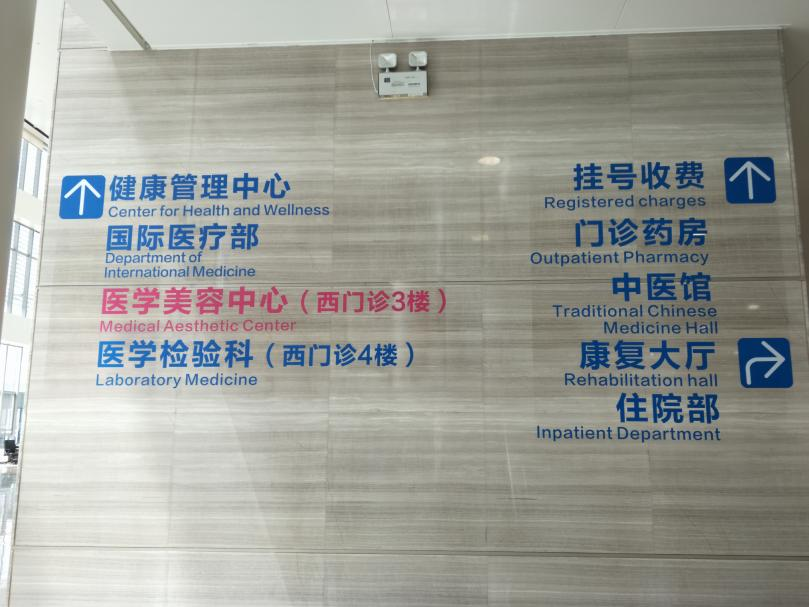 健康管理中心
Center for Health and Wellness
国际医疗部
Department of
International Medicine
医学美容中心（西门诊3楼）
Medical Aesthetic Center
医学检验科（西门诊4楼）
Laboratory Medicine
挂号收费
Registered charges
门诊药房
Outpatient Pharmacy
中医馆
Traditional Chinese
Medicine Hall
康复大厅
Rehabilitation hall
住院部
Inpatient Department